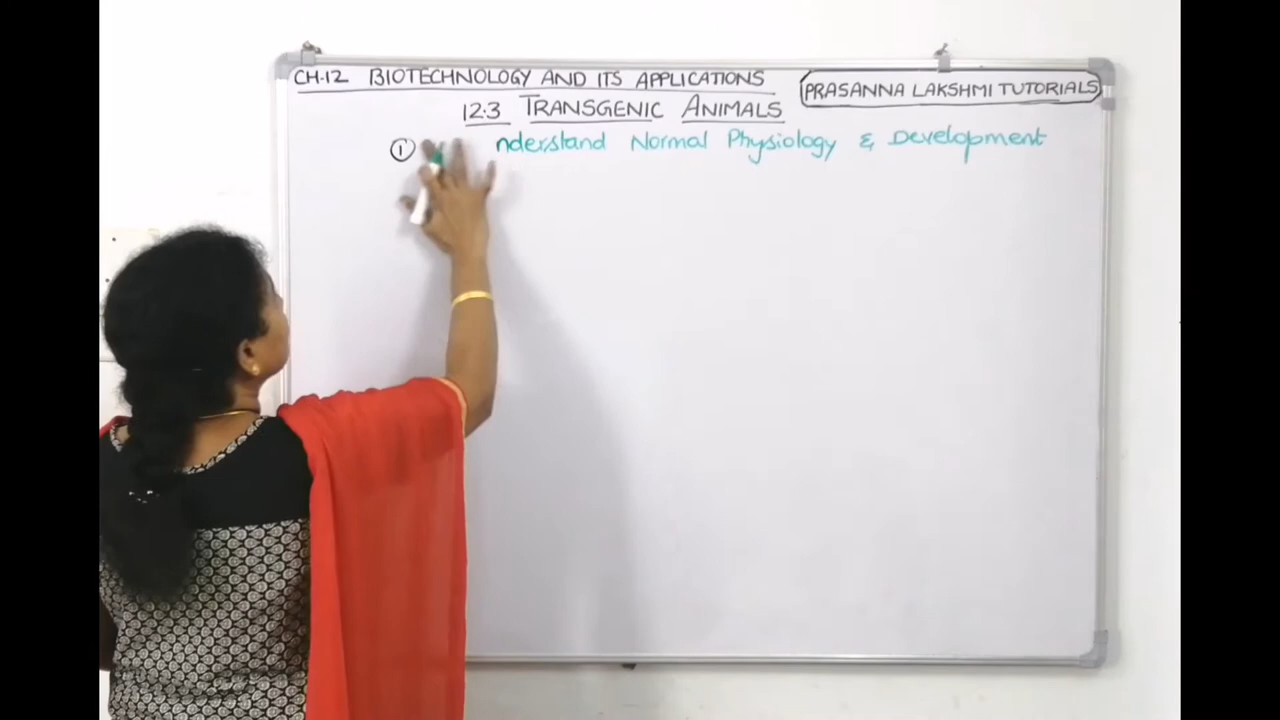 CH.12 BIOTECHNOLOGY AND ITS APPLICATIONS
PRASANNA LAKSHMI TUTORIALS
12.3 TRANSGENIC ANIMALS
① nderstand Normal Physiology & Development